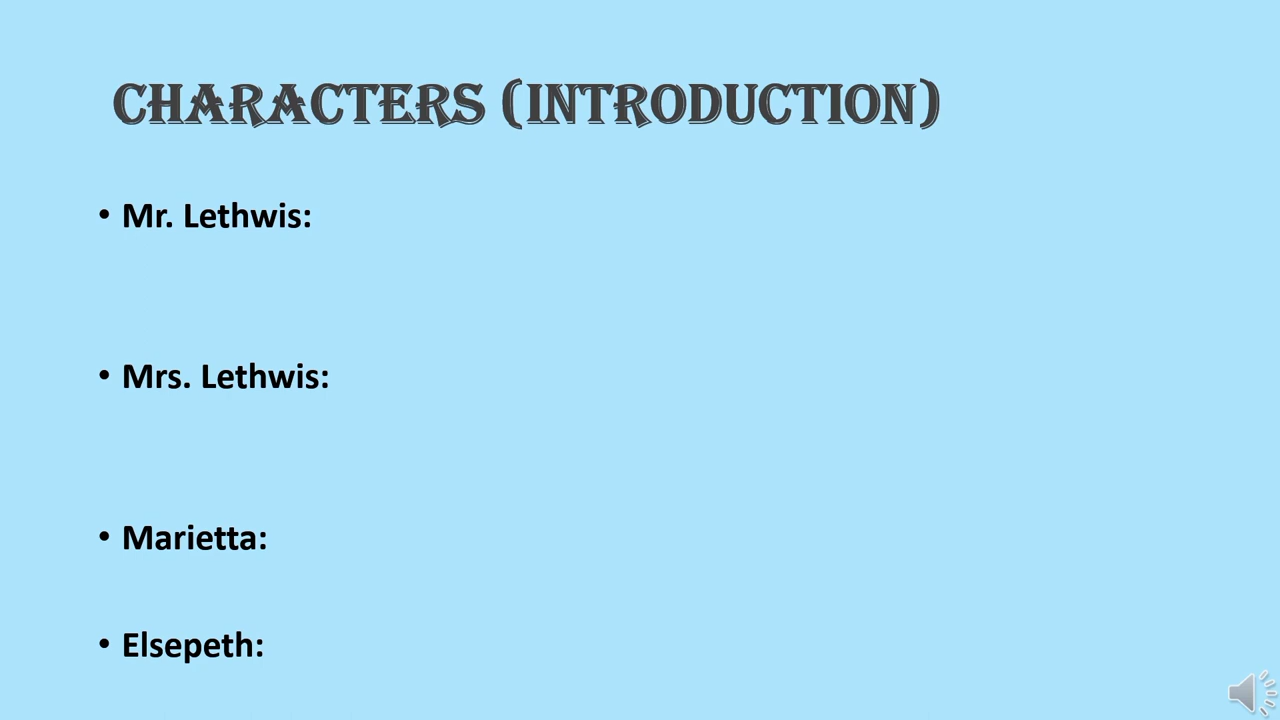 CHARACTERS (INTRODUCTION)
• Mr. Lethwis:
• Mrs. Lethwis:
• Marietta:
• Elsepeth: